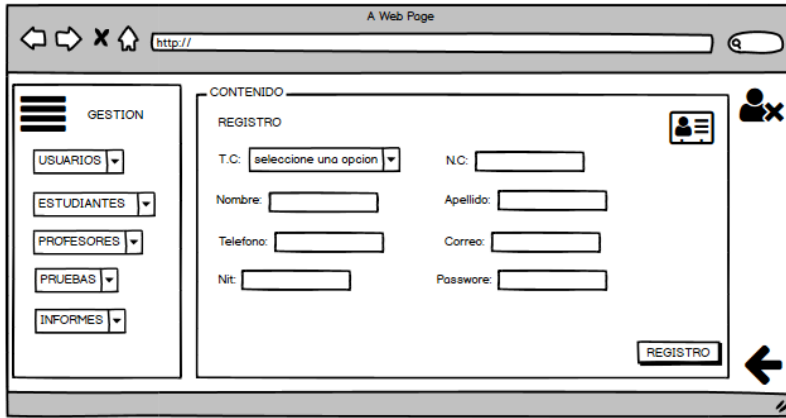 A Web Page
http://
GESTION
USUARIOS
ESTUDIANTES
PROFESORES
PRUEBAS
INFORMES
CONTENIDO
REGISTRO
T.C: seleccione una opcion
N.C:
Nombre:
Apellido:
Telefono:
Correo:
Nit:
Passwore:
REGISTRO